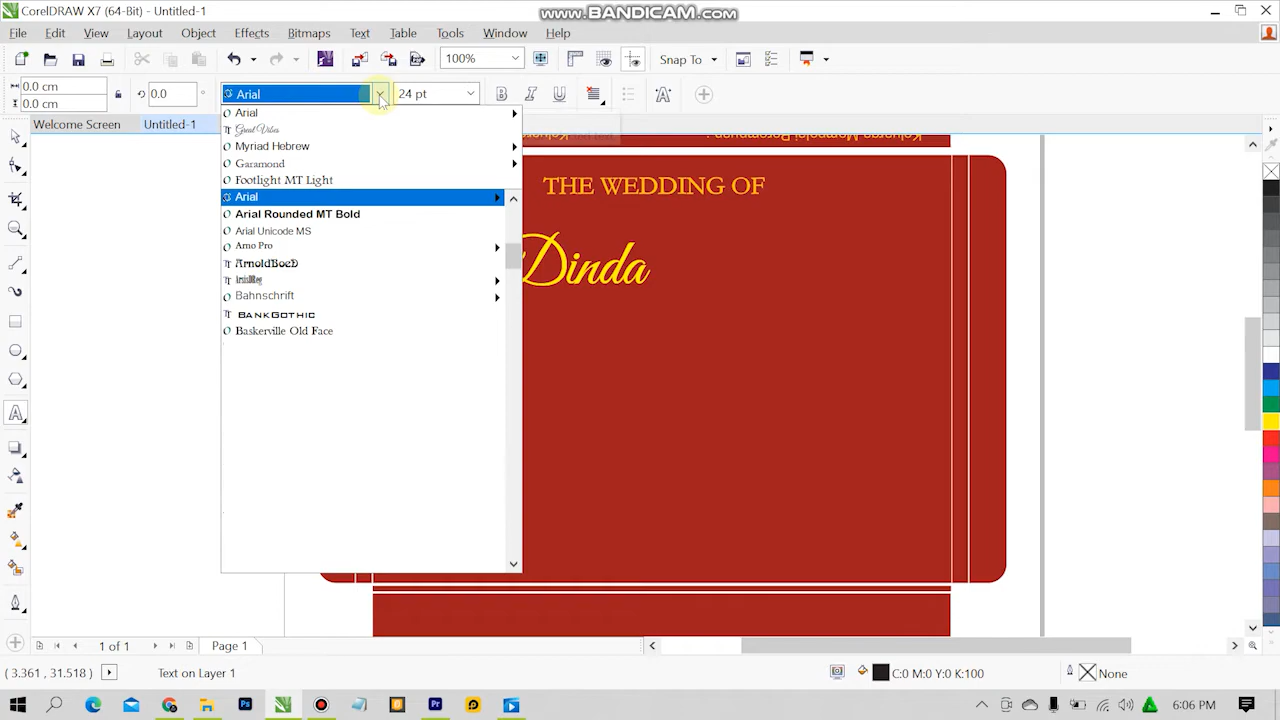 CorelDRAW X7 (64-Bit) - Untitled-1
www.BANDICAM.com
File Edit View Layout Object Effects Bitmaps Text Table Tools Window Help
100%
Snap To
0.0 cm
0.0 cm
0.0
Arial
24 pt
B I U
Welcome Screen
Untitled-1
Arial
Great Vibes
Myriad Hebrew
Garamond
Footlight MT Light
Arial
Arial Rounded MT Bold
Arial Unicode MS
Arno Pro
ArnoldBoeD
Bahnschrift
BankGothic
Baskerville Old Face
Keluarga Mempelai Perempuan :
THE WEDDING OF
Dinda
1 of 1
Page 1
(3.361, 31.518)
Text on Layer 1
C:0 M:0 Y:0 K:100
None
6:06 PM